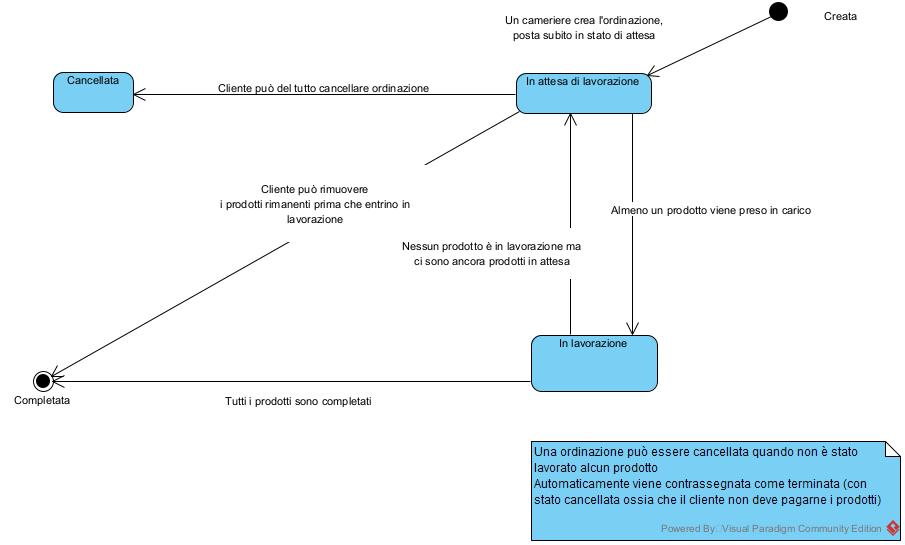 Creata
Un cameriere crea l'ordinazione,
posta subito in stato di attesa
Cancellata
In attesa di lavorazione
Cliente può del tutto cancellare ordinazione
Cliente può rimuovere
i prodotti rimanenti prima che entrino in
lavorazione
Almeno un prodotto viene preso in carico
Nessun prodotto è in lavorazione ma
ci sono ancora prodotti in attesa
In lavorazione
Completata
Tutti i prodotti sono completati
Una ordinazione può essere cancellata quando non è stato
lavorato alcun prodotto
Automaticamente viene contrassegnata come terminata (con
stato cancellata ossia che il cliente non deve pagarne i prodotti)
Powered By Visual Paradigm Community Edition